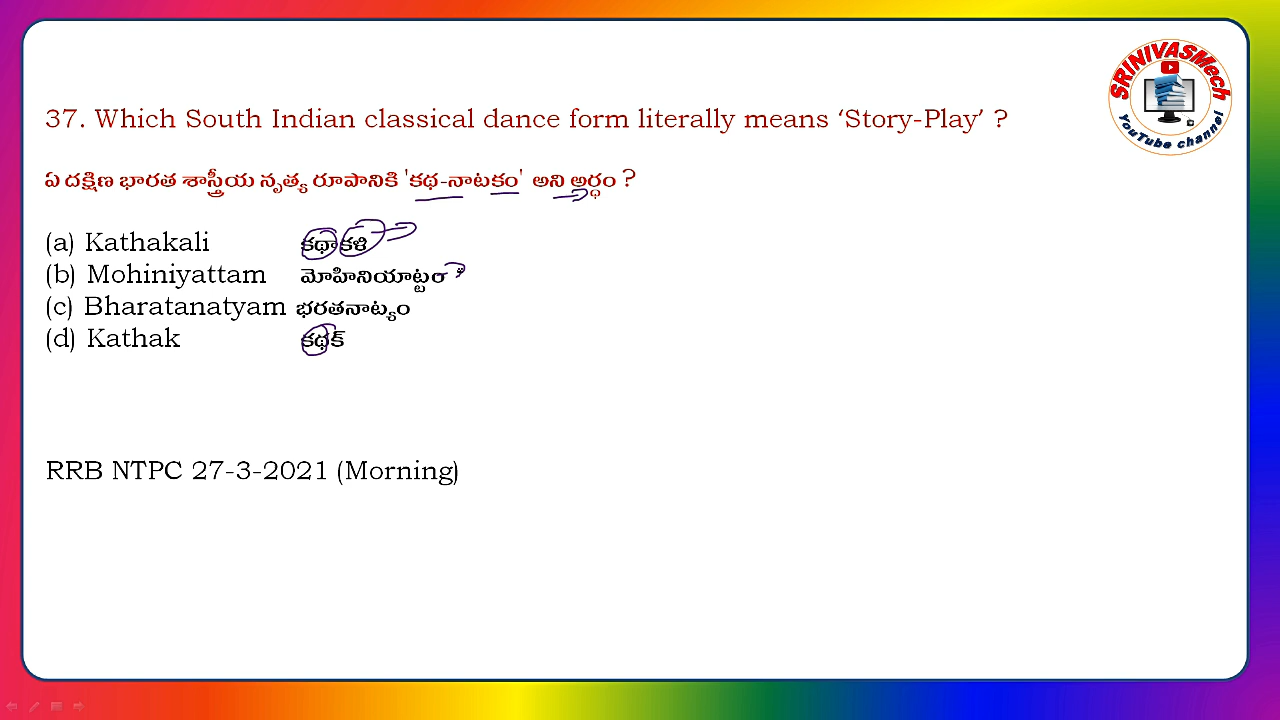 SRINIVASMech
YouTube channel
37. Which South Indian classical dance form literally means ‘Story-Play’ ?
ఏ దక్షిణ భారత శాస్త్రీయ నృత్య రూపానికి 'కథ-నాటకం' అని అర్ధం ?
(a) Kathakali కథాకళి
(b) Mohiniyattam మోహినియాట్టం
(c) Bharatanatyam భరతనాట్యం
(d) Kathak కథక్
RRB NTPC 27-3-2021 (Morning)